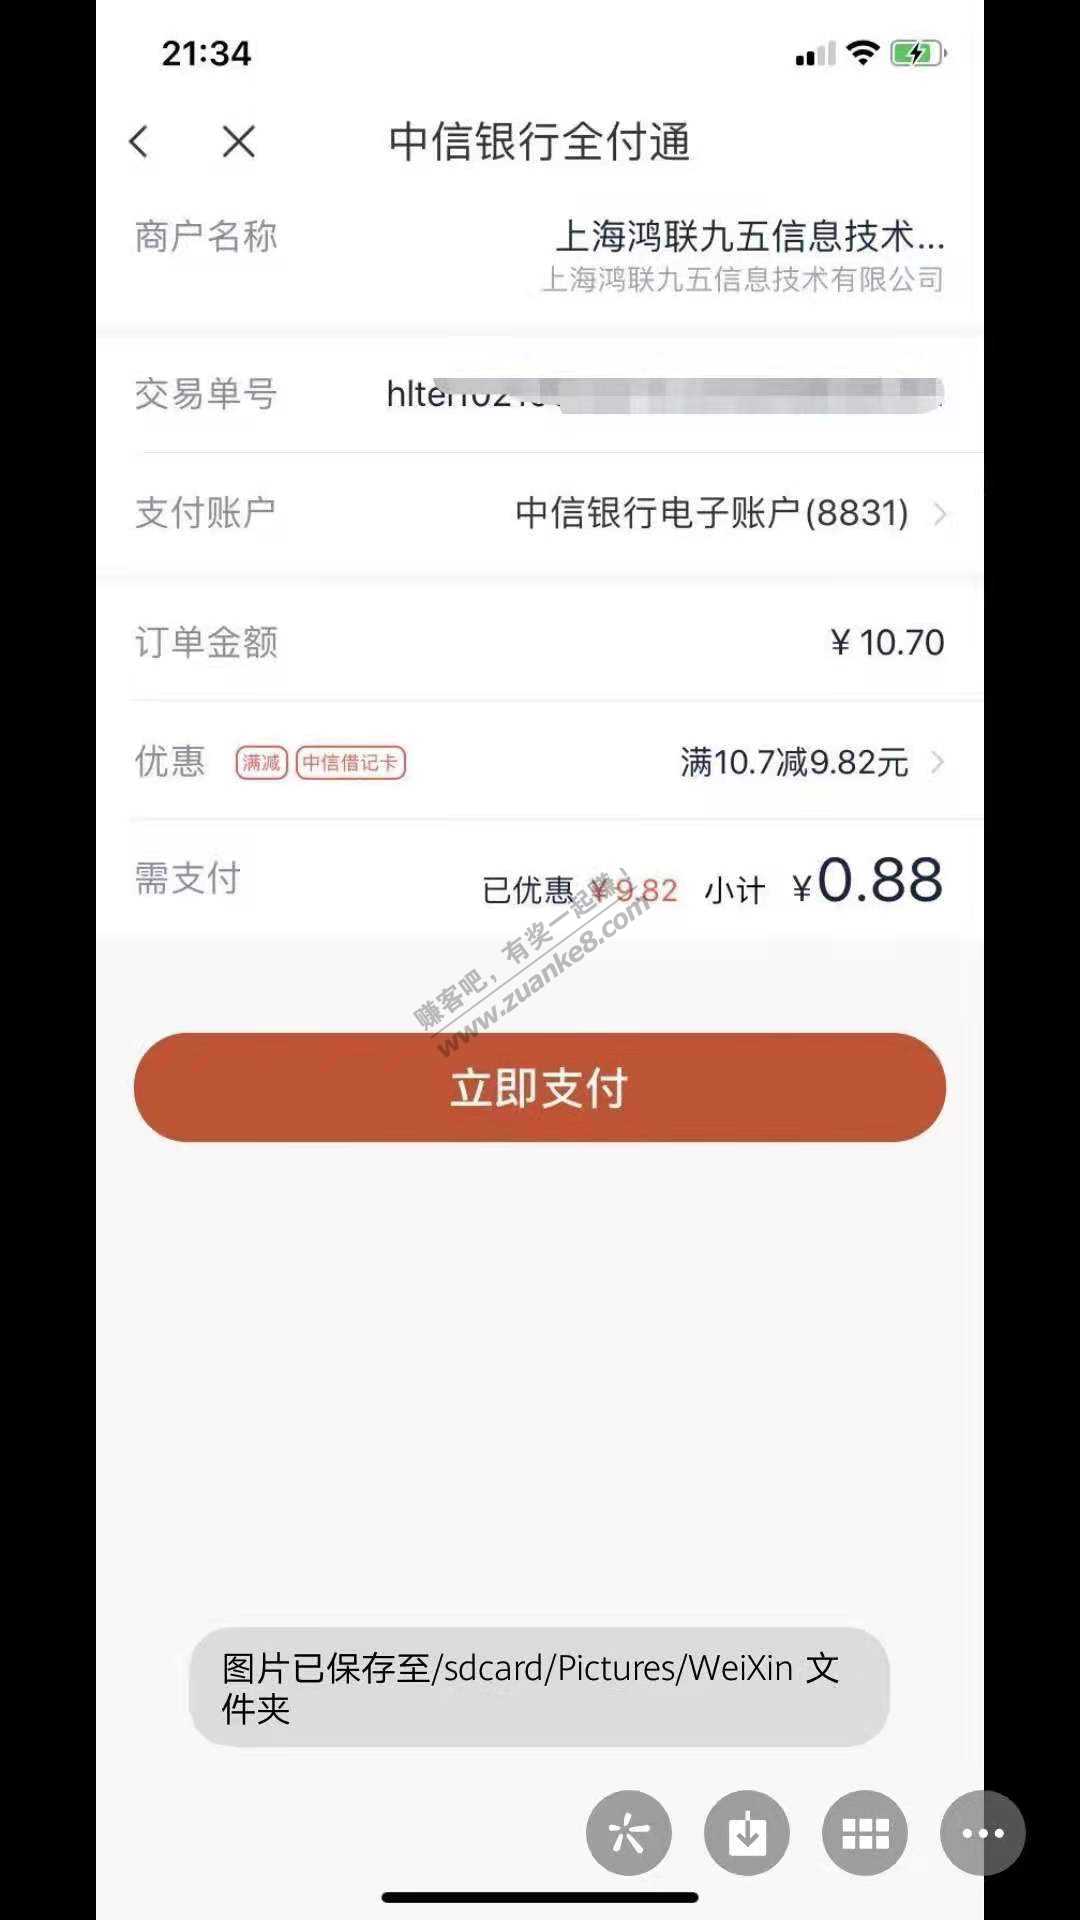 21:34
中信银行全付通
商户名称
上海鸿联九五信息技术...
上海鸿联九五信息技术有限公司
交易单号
支付账户
中信银行电子账户(8831)
订单金额
¥ 10.70
优惠 满减 中信借记卡 满10.7减9.82元
需支付
已优惠 ¥9.82 小计 ¥0.88
赚客吧，有奖一起赚！
www.zuanke8.com
立即支付
图片已保存至/sdcard/Pictures/WeiXin 文
件夹